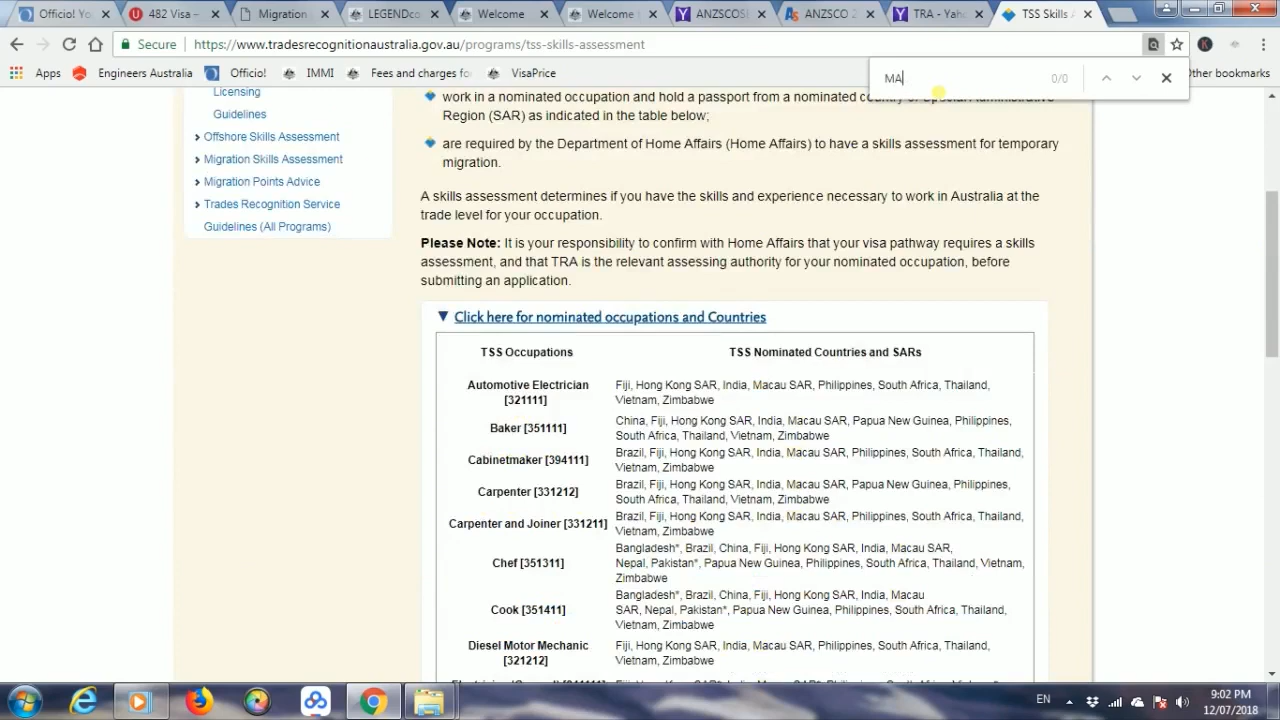 Officio! Yo
482 Visa –
Migration
LEGENDco
Welcome
Welcome
ANZSCOS
ANZSCO 2
TRA - Yaho
TSS Skills A
Secure
https://www.tradesrecognitionaustralia.gov.au/programs/tss-skills-assessment
Apps
Engineers Australia
Officio!
IMMI
Fees and charges fo
VisaPrice
Other bookmarks
MA
0/0
Licensing
Guidelines
Offshore Skills Assessment
Migration Skills Assessment
Migration Points Advice
Trades Recognition Service
Guidelines (All Programs)
work in a nominated occupation and hold a passport from a nominated country or Special Administrative
Region (SAR) as indicated in the table below;
are required by the Department of Home Affairs (Home Affairs) to have a skills assessment for temporary
migration.
A skills assessment determines if you have the skills and experience necessary to work in Australia at the
trade level for your occupation.
Please Note: It is your responsibility to confirm with Home Affairs that your visa pathway requires a skills
assessment, and that TRA is the relevant assessing authority for your nominated occupation, before
submitting an application.
Click here for nominated occupations and Countries
TSS Occupations
TSS Nominated Countries and SARs
Automotive Electrician
[321111]
Fiji, Hong Kong SAR, India, Macau SAR, Philippines, South Africa, Thailand,
Vietnam, Zimbabwe
Baker [351111]
China, Fiji, Hong Kong SAR, India, Macau SAR, Papua New Guinea, Philippines,
South Africa, Thailand, Vietnam, Zimbabwe
Cabinetmaker [394111]
Brazil, Fiji, Hong Kong SAR, India, Macau SAR, Philippines, South Africa, Thailand,
Vietnam, Zimbabwe
Carpenter [331212]
Brazil, Fiji, Hong Kong SAR, India, Macau SAR, Papua New Guinea, Philippines,
South Africa, Thailand, Vietnam, Zimbabwe
Carpenter and Joiner [331211]
Brazil, Fiji, Hong Kong SAR, India, Macau SAR, Philippines, South Africa, Thailand,
Vietnam, Zimbabwe
Chef [351311]
Bangladesh*, Brazil, China, Fiji, Hong Kong SAR, India, Macau SAR,
Nepal, Pakistan*, Papua New Guinea, Philippines, South Africa, Thailand, Vietnam,
Zimbabwe
Cook [351411]
Bangladesh*, Brazil, China, Fiji, Hong Kong SAR, India, Macau
SAR, Nepal, Pakistan*, Papua New Guinea, Philippines, South Africa, Thailand,
Vietnam, Zimbabwe
Diesel Motor Mechanic
[321212]
Fiji, Hong Kong SAR, India, Macau SAR, Philippines, South Africa, Thailand,
Vietnam, Zimbabwe
EN
9:02 PM
12/07/2018